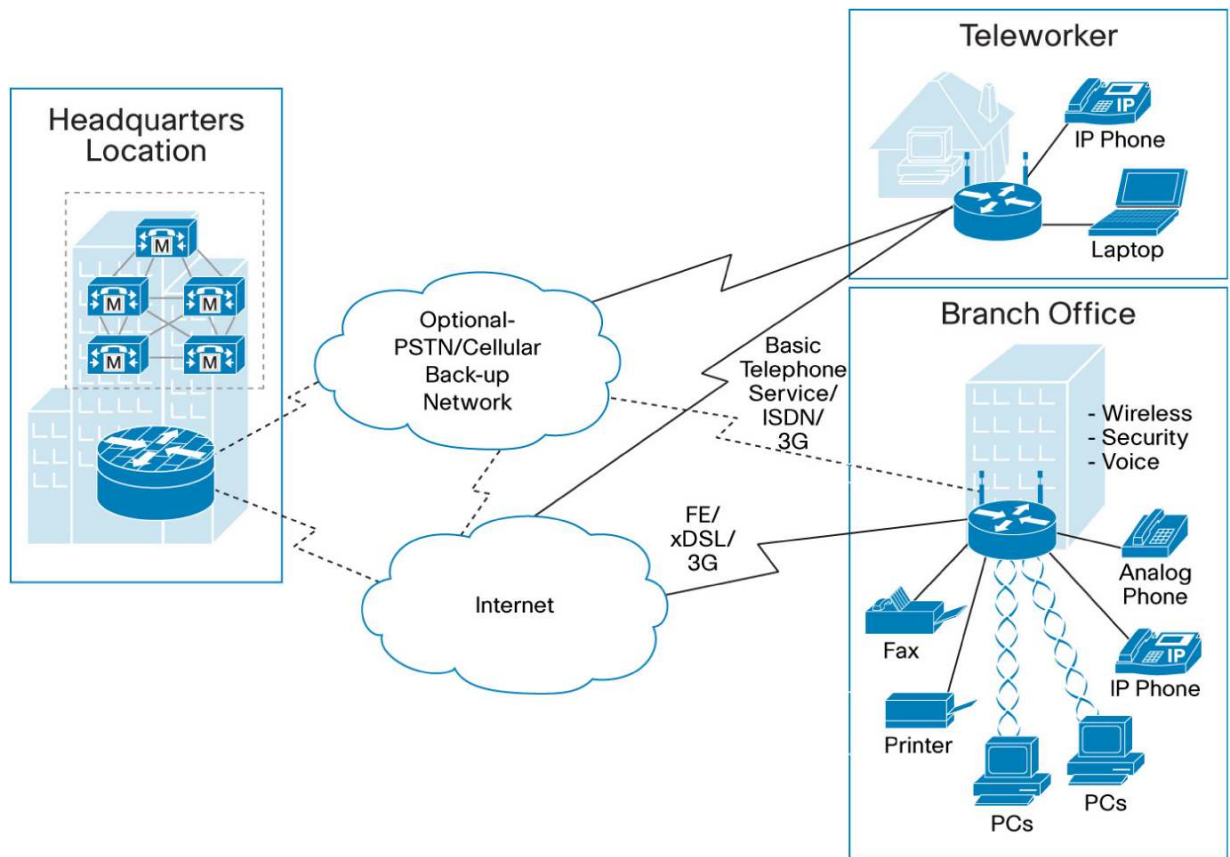 Headquarters
Location
M
M
M
M
M
Optional-
PSTN/Cellular
Back-up
Network
Internet
Basic
Telephone
Service/
ISDN/
3G
FE/
xDSL/
3G
Teleworker
IP
IP Phone
Laptop
Branch Office
- Wireless
- Security
- Voice
Analog
Phone
Fax
IP
IP Phone
Printer
PCs
PCs